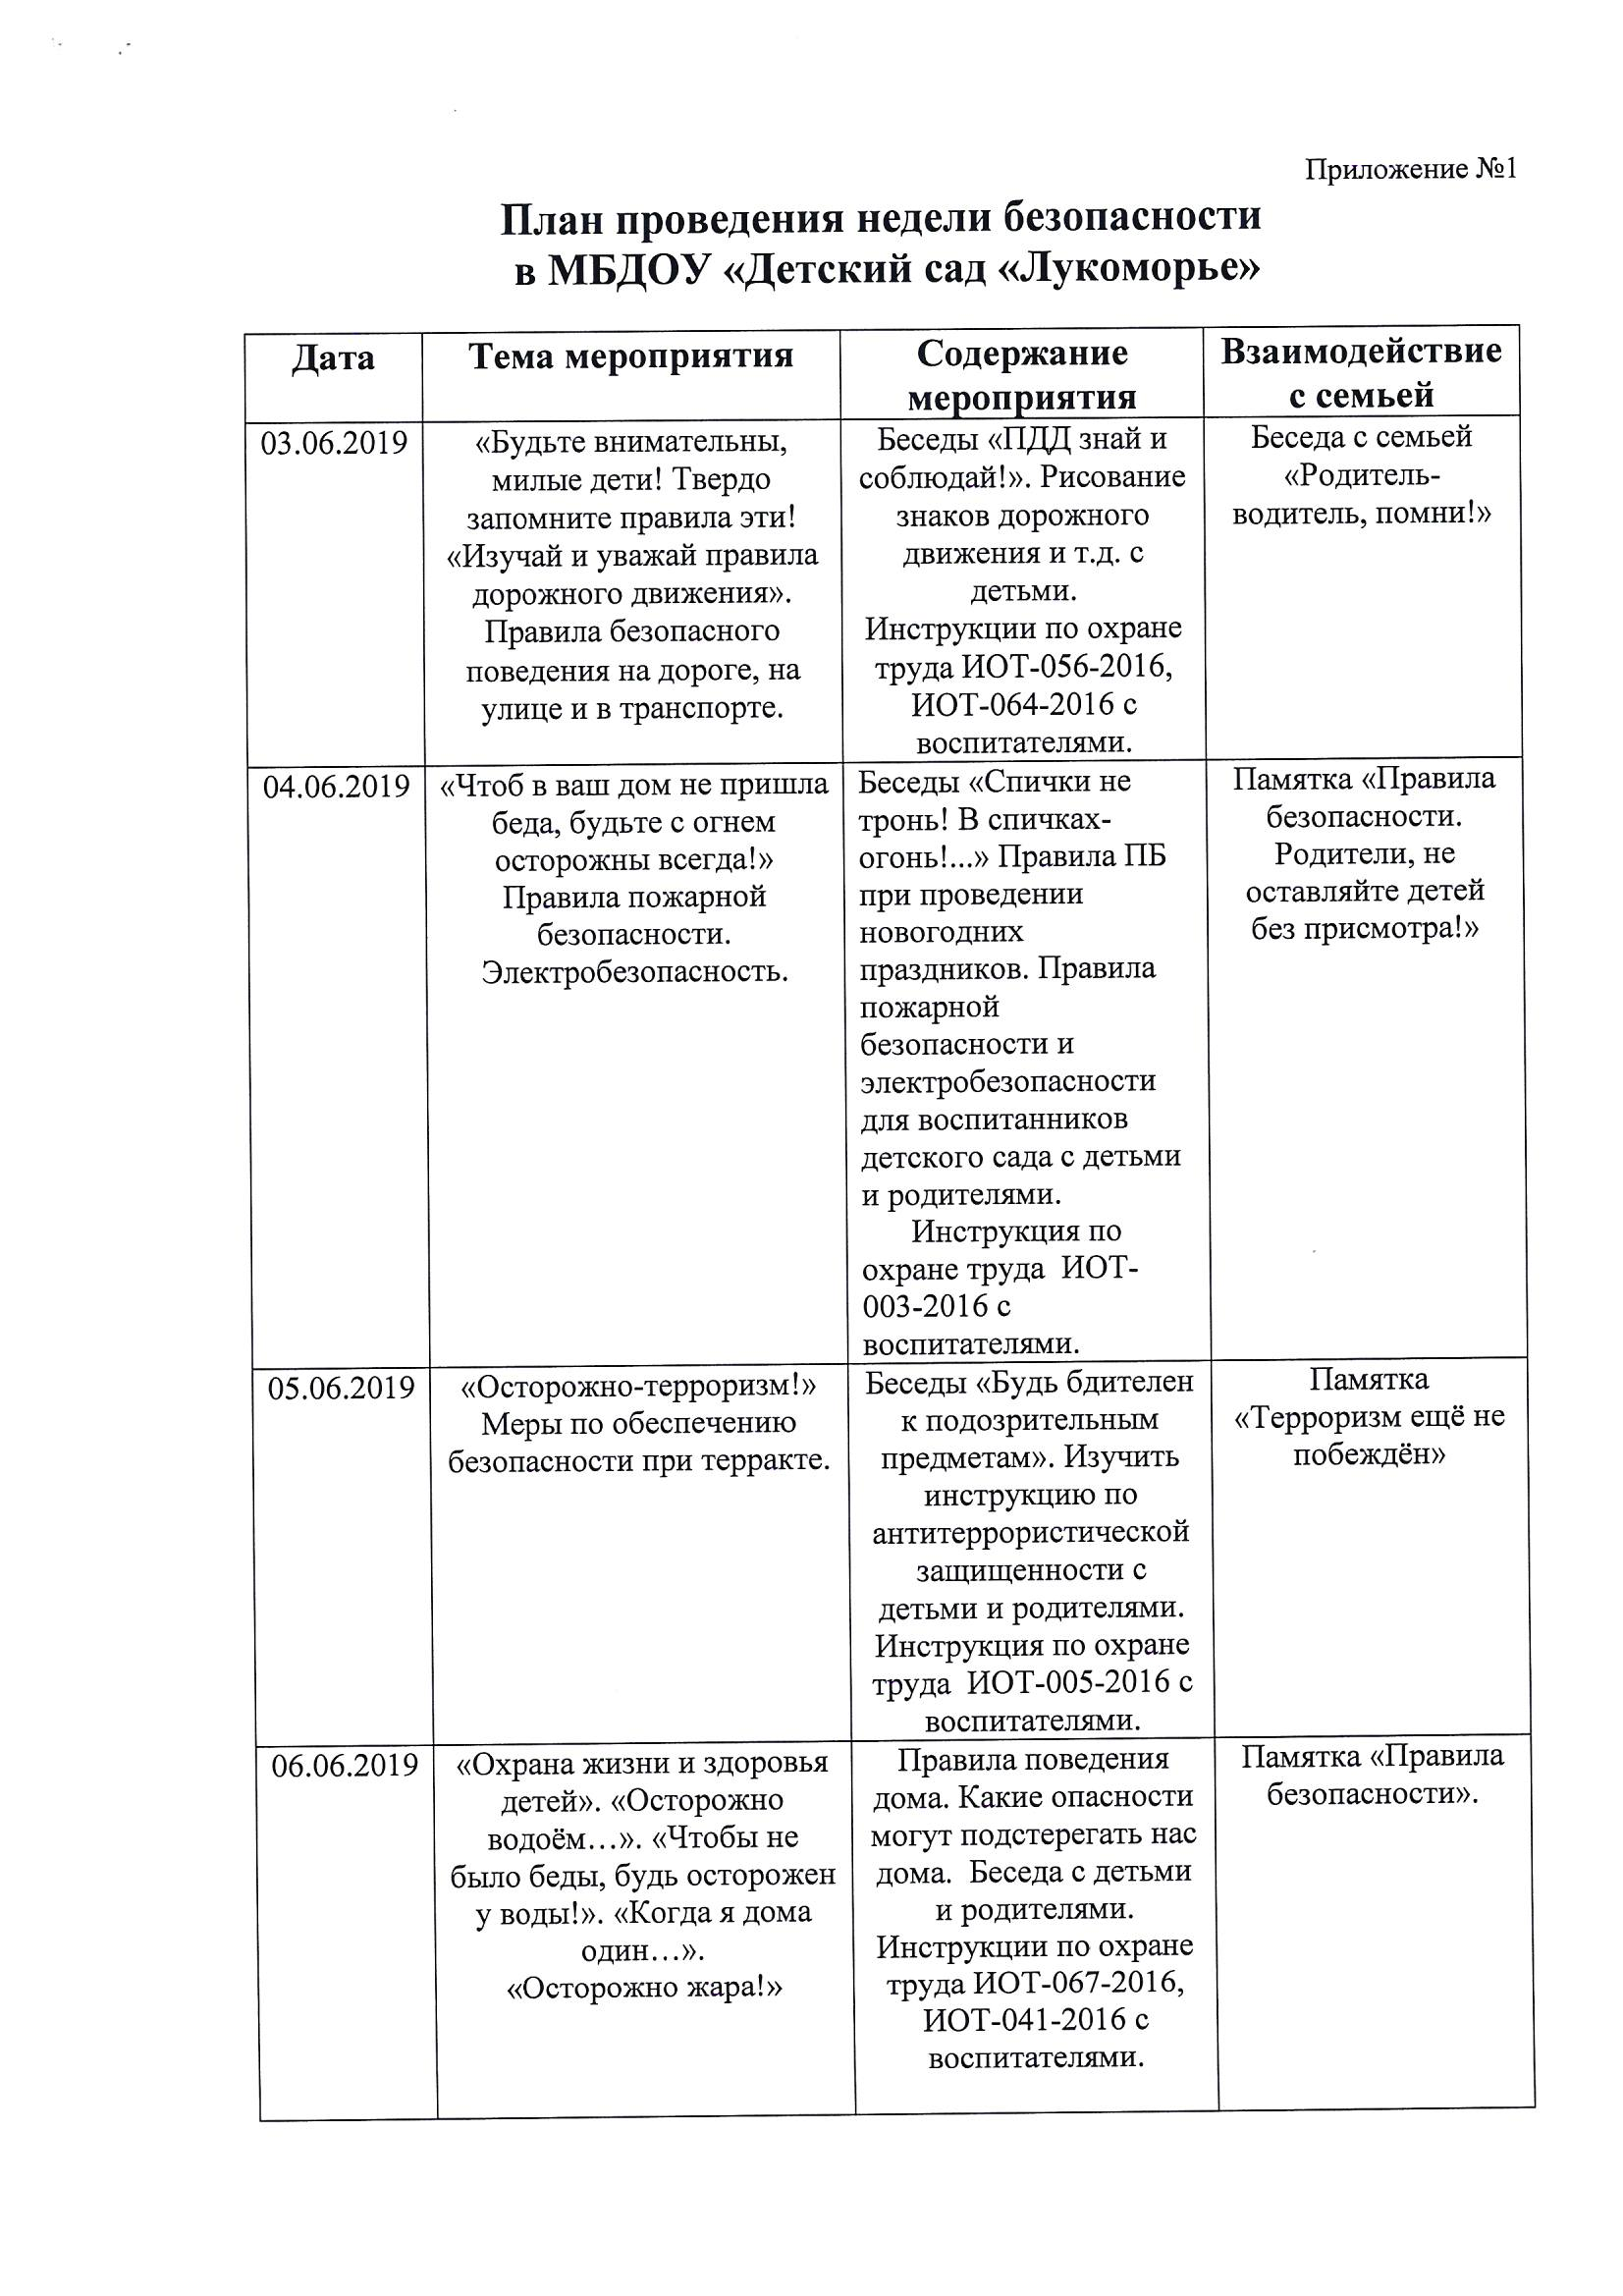 Приложение №1
План проведения недели безопасности
в МБДОУ «Детский сад «Лукоморье»
Дата
Тема мероприятия
Содержание
мероприятия
Взаимодействие
с семьей
03.06.2019
«Будьте внимательны,
милые дети! Твердо
запомните правила эти!
«Изучай и уважай правила
дорожного движения».
Правила безопасного
поведения на дороге, на
улице и в транспорте.
Беседы «ПДД знай и
соблюдай!». Рисование
знаков дорожного
движения и т.д. с
детьми.
Инструкции по охране
труда ИОТ-056-2016,
ИОТ-064-2016 с
воспитателями.
Беседа с семьей
«Родитель-
водитель, помни!»
04.06.2019
«Чтоб в ваш дом не пришла
беда, будьте с огнем
осторожны всегда!»
Правила пожарной
безопасности.
Электробезопасность.
Беседы «Спички не
тронь! В спичках-
огонь!...» Правила ПБ
при проведении
новогодних
праздников. Правила
пожарной
безопасности и
электробезопасности
для воспитанников
детского сада с детьми
и родителями.
Инструкция по
охране труда  ИОТ-
003-2016 с
воспитателями.
Памятка «Правила
безопасности.
Родители, не
оставляйте детей
без присмотра!»
05.06.2019
«Осторожно-терроризм!»
Меры по обеспечению
безопасности при терракте.
Беседы «Будь бдителен
к подозрительным
предметам». Изучить
инструкцию по
антитеррористической
защищенности с
детьми и родителями.
Инструкция по охране
труда  ИОТ-005-2016 с
воспитателями.
Памятка
«Терроризм ещё не
побеждён»
06.06.2019
«Охрана жизни и здоровья
детей». «Осторожно
водоём…». «Чтобы не
было беды, будь осторожен
у воды!». «Когда я дома
один…».
«Осторожно жара!»
Правила поведения
дома. Какие опасности
могут подстерегать нас
дома.  Беседа с детьми
и родителями.
Инструкции по охране
труда ИОТ-067-2016,
ИОТ-041-2016 с
воспитателями.
Памятка «Правила
безопасности».